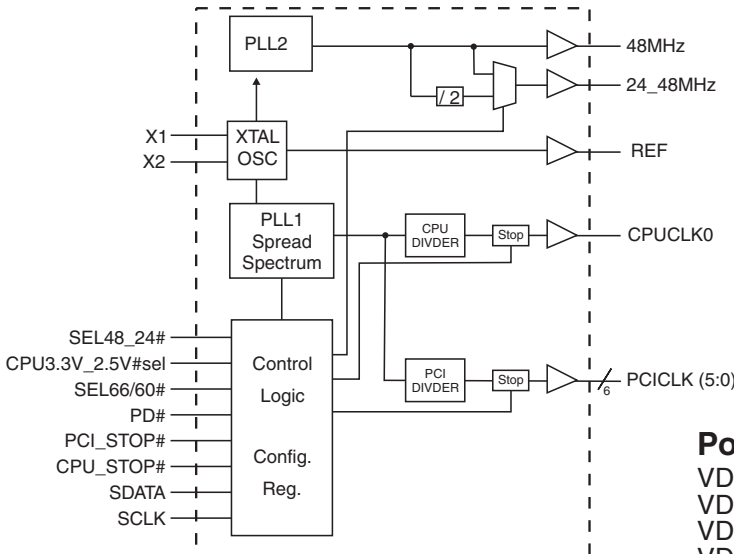 PLL2
48MHz
/ 2
24_48MHz
X1
X2
XTAL
OSC
REF
PLL1
Spread
Spectrum
CPU
DIVDER
Stop
CPUCLK0
SEL48_24#
CPU3.3V_2.5V#sel
SEL66/60#
PD#
PCI_STOP#
CPU_STOP#
SDATA
SCLK
Control
Logic
Config.
Reg.
PCI
DIVDER
Stop
6
PCICLK (5:0)
Po
VD
VD
VD
VD